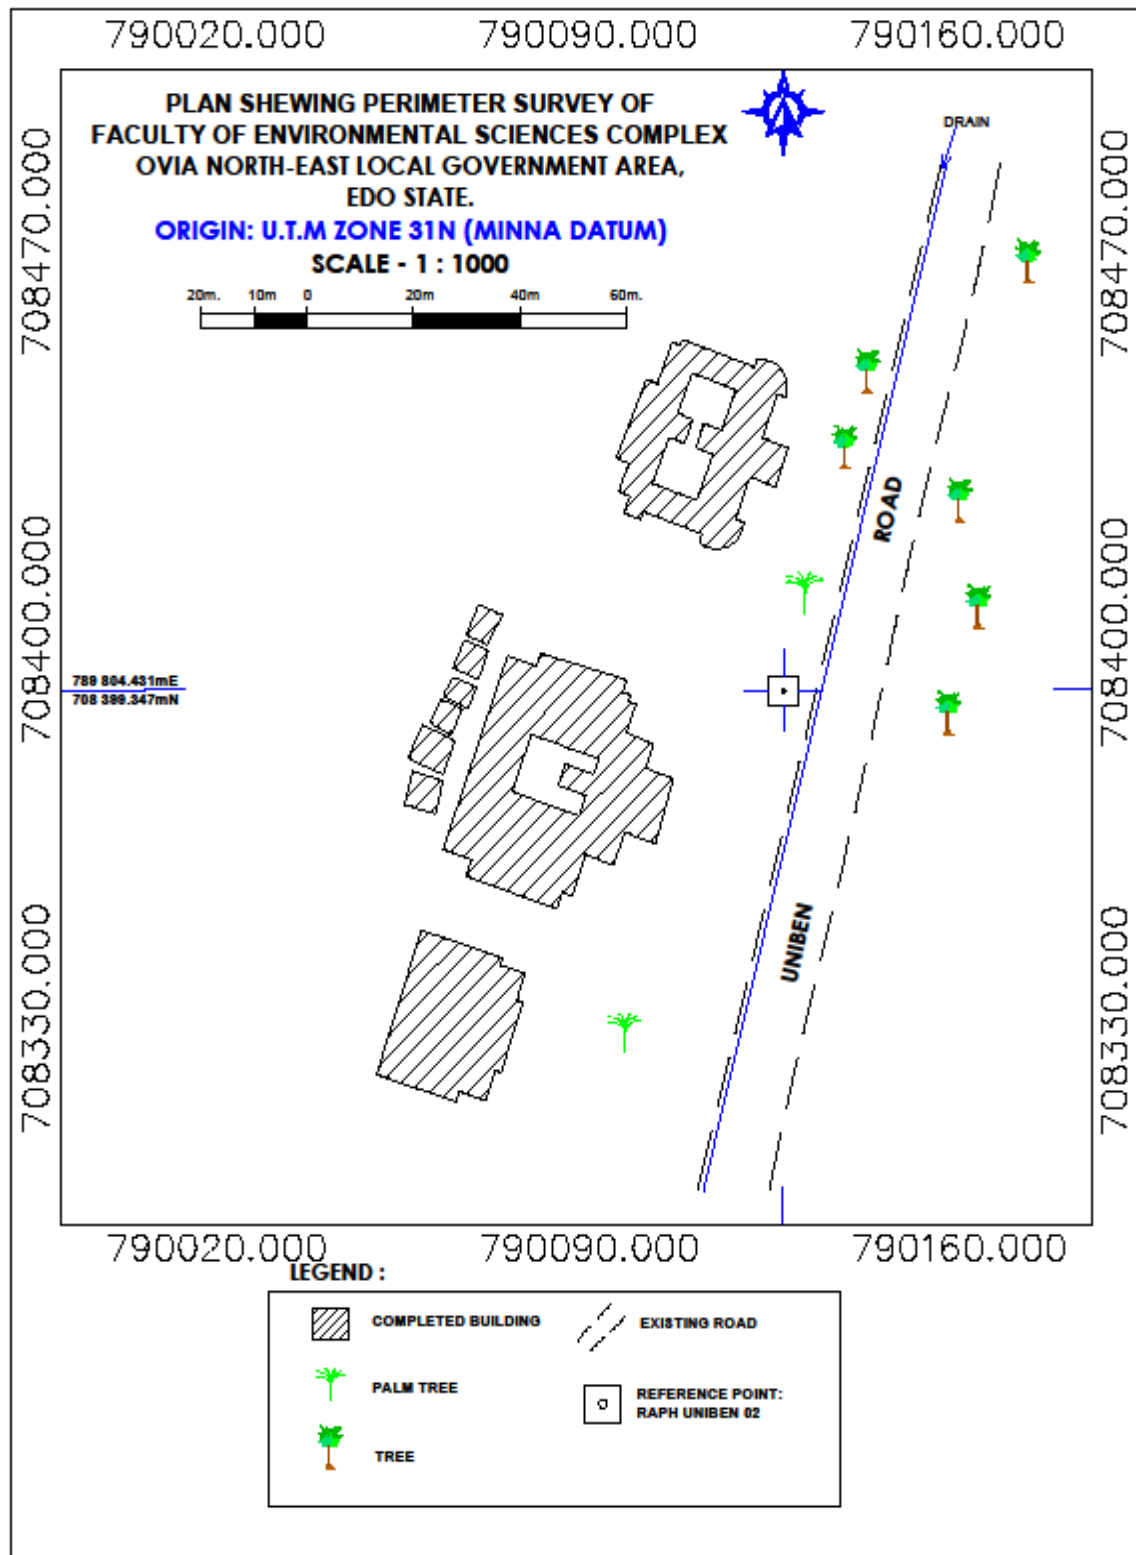 790020.000 790090.000 790160.000
PLAN SHEWING PERIMETER SURVEY OF
FACULTY OF ENVIRONMENTAL SCIENCES COMPLEX
OVIA NORTH-EAST LOCAL GOVERNMENT AREA,
EDO STATE.
ORIGIN: U.T.M ZONE 31N (MINNA DATUM)
SCALE - 1 : 1000
20m. 10m 0 20m 40m 60m.
DRAIN
708470.000
708470.000
ROAD
708400.000
708400.000
789 804.431mE
708 399.347mN
UNIBEN
708330.000
708330.000
790020.000 790090.000 790160.000
LEGEND :
COMPLETED BUILDING
EXISTING ROAD
PALM TREE
REFERENCE POINT:
RAPH UNIBEN 02
TREE